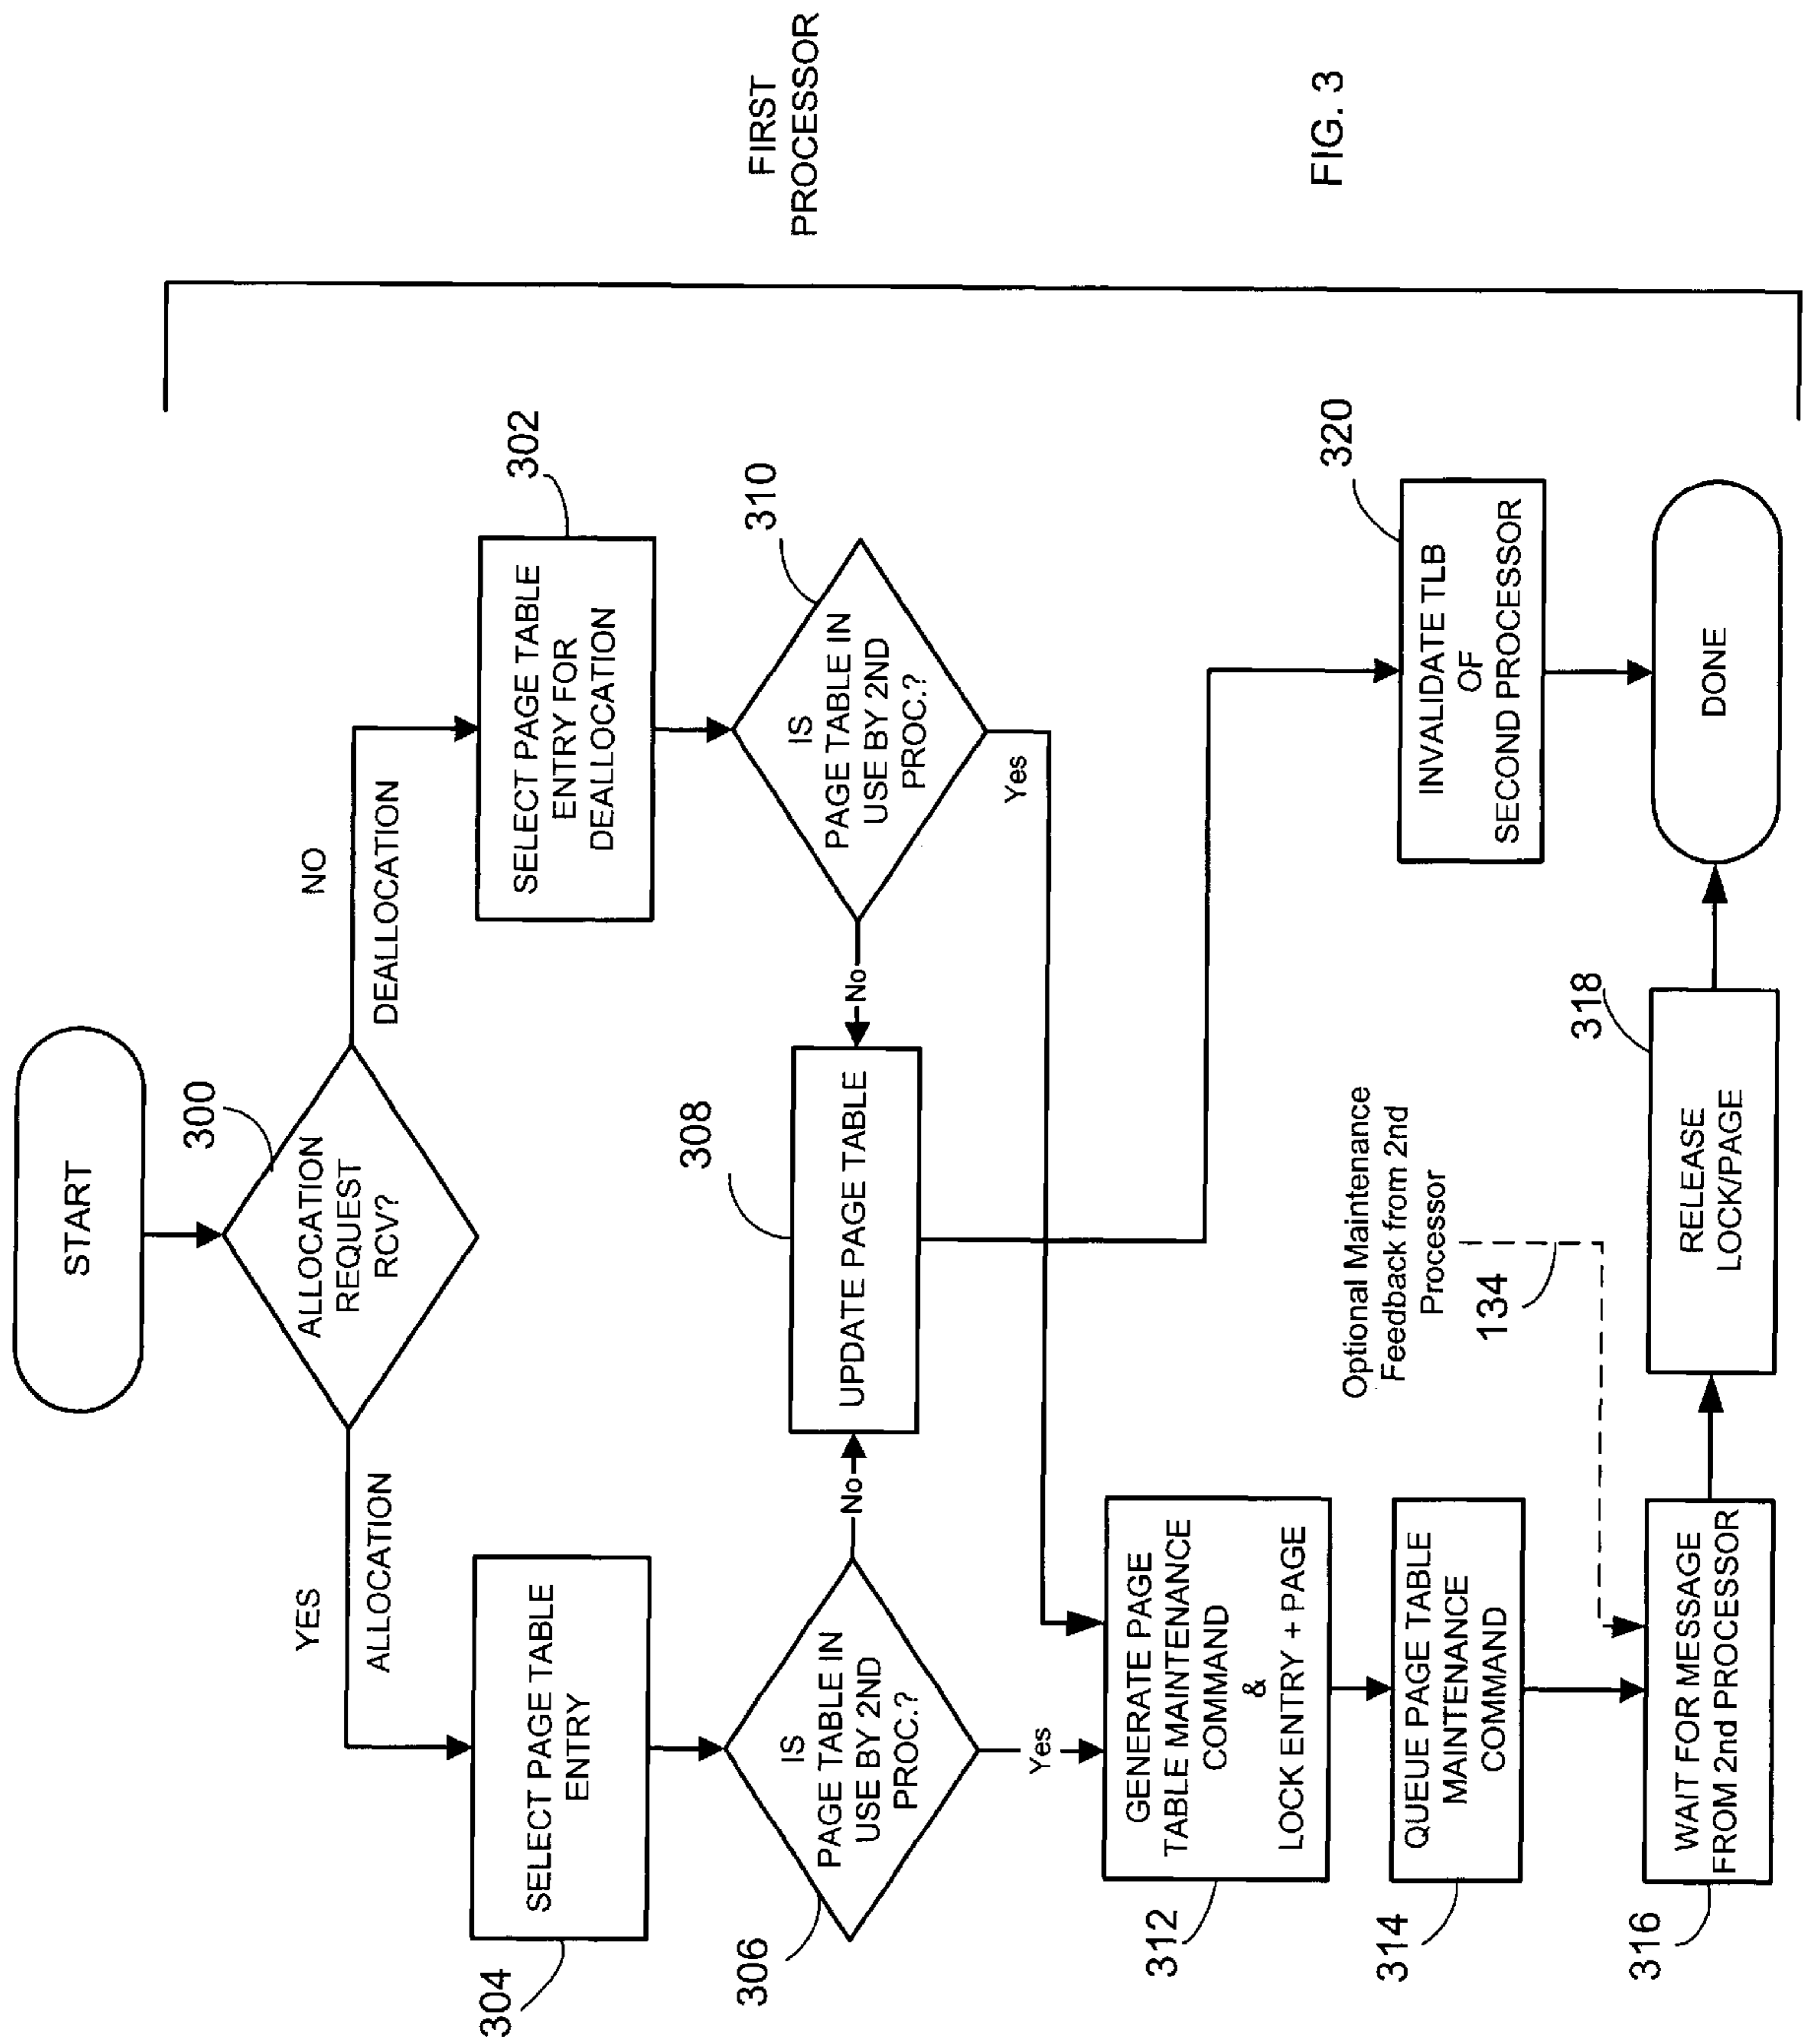 START
300
ALLOCATION
REQUEST
RCV?
YES
ALLOCATION
NO
DEALLOCATION
304
SELECT PAGE TABLE
ENTRY
302
SELECT PAGE TABLE
ENTRY FOR
DEALLOCATION
306
IS
PAGE TABLE IN
USE BY 2ND
PROC.?
No
308
UPDATE PAGE TABLE
No
310
IS
PAGE TABLE IN
USE BY 2ND
PROC.?
Yes
Yes
312
GENERATE PAGE
TABLE MAINTENANCE
COMMAND
&
LOCK ENTRY + PAGE
314
QUEUE PAGE TABLE
MAINTENANCE
COMMAND
Optional Maintenance
Feedback from 2nd
Processor
134
320
INVALIDATE TLB
OF
SECOND PROCESSOR
316
WAIT FOR MESSAGE
FROM 2nd PROCESSOR
318
RELEASE
LOCK/PAGE
DONE
FIRST
PROCESSOR
FIG. 3